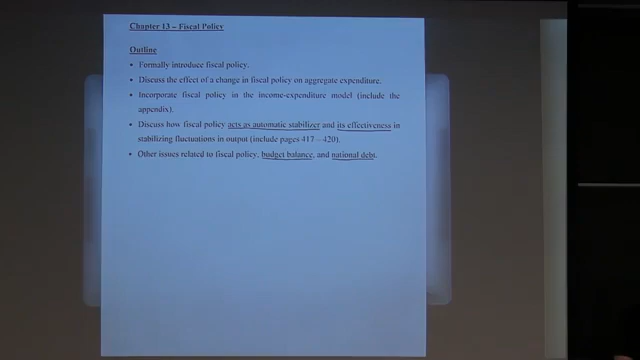 Chapter 13 – Fiscal Policy
Outline
• Formally introduce fiscal policy.
• Discuss the effect of a change in fiscal policy on aggregate expenditure.
• Incorporate fiscal policy in the income-expenditure model (include the
appendix).
• Discuss how fiscal policy acts as automatic stabilizer and its effectiveness in
stabilizing fluctuations in output (include pages 417 – 420).
• Other issues related to fiscal policy, budget balance, and national debt.